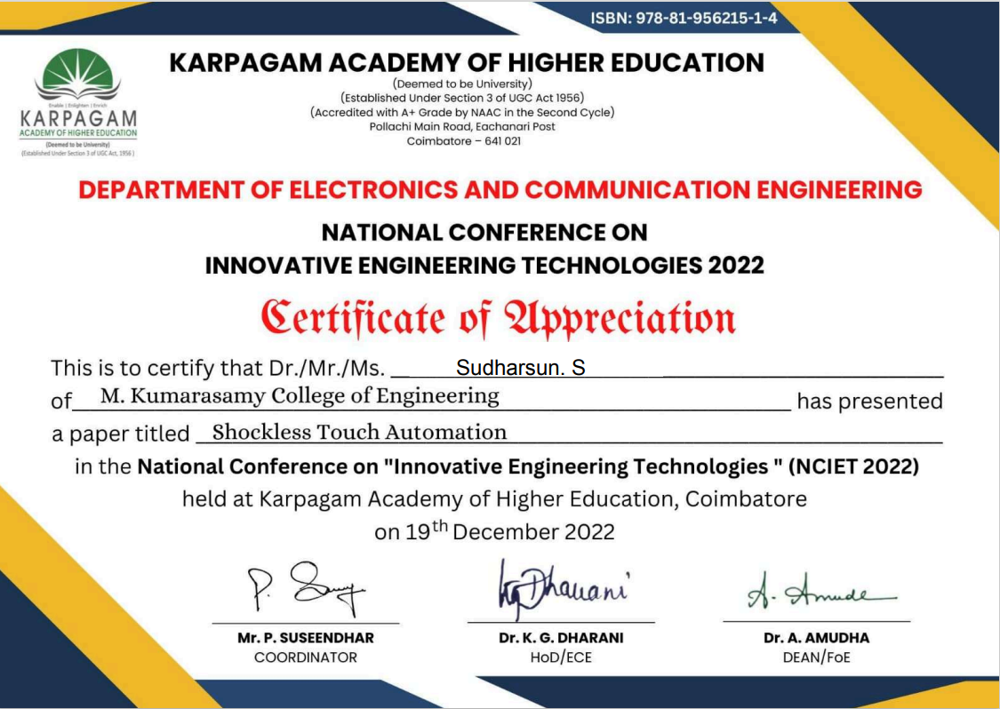 ISBN: 978-81-956215-1-4
KARPAGAM ACADEMY OF HIGHER EDUCATION
(Deemed to be University)
(Established Under Section 3 of UGC Act 1956)
(Accredited with A+ Grade by NAAC in the Second Cycle)
Pollachi Main Road, Eachanari Post
Coimbatore – 641 021
Enable | Enlighten | Enrich
KARPAGAM
ACADEMY OF HIGHER EDUCATION
(Deemed to be University)
(Established Under Section 3 of UGC Act, 1956 )
DEPARTMENT OF ELECTRONICS AND COMMUNICATION ENGINEERING
NATIONAL CONFERENCE ON
INNOVATIVE ENGINEERING TECHNOLOGIES 2022
Certificate of Appreciation
This is to certify that Dr./Mr./Ms. Sudharsun. S
of M. Kumarasamy College of Engineering has presented
a paper titled Shockless Touch Automation
in the National Conference on "Innovative Engineering Technologies " (NCIET 2022)
held at Karpagam Academy of Higher Education, Coimbatore
on 19th December 2022
P. Dharani A. Amude
Mr. P. SUSEENDHAR Dr. K. G. DHARANI Dr. A. AMUDHA
COORDINATOR HoD/ECE DEAN/FoE